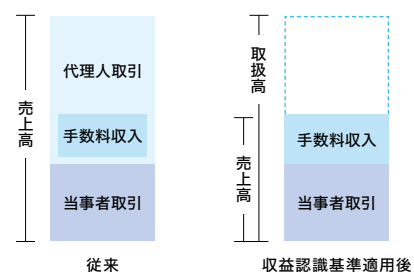 売上高
代理人取引
手数料収入
当事者取引
従来
取扱高
売上高
手数料収入
当事者取引
収益認識基準適用後